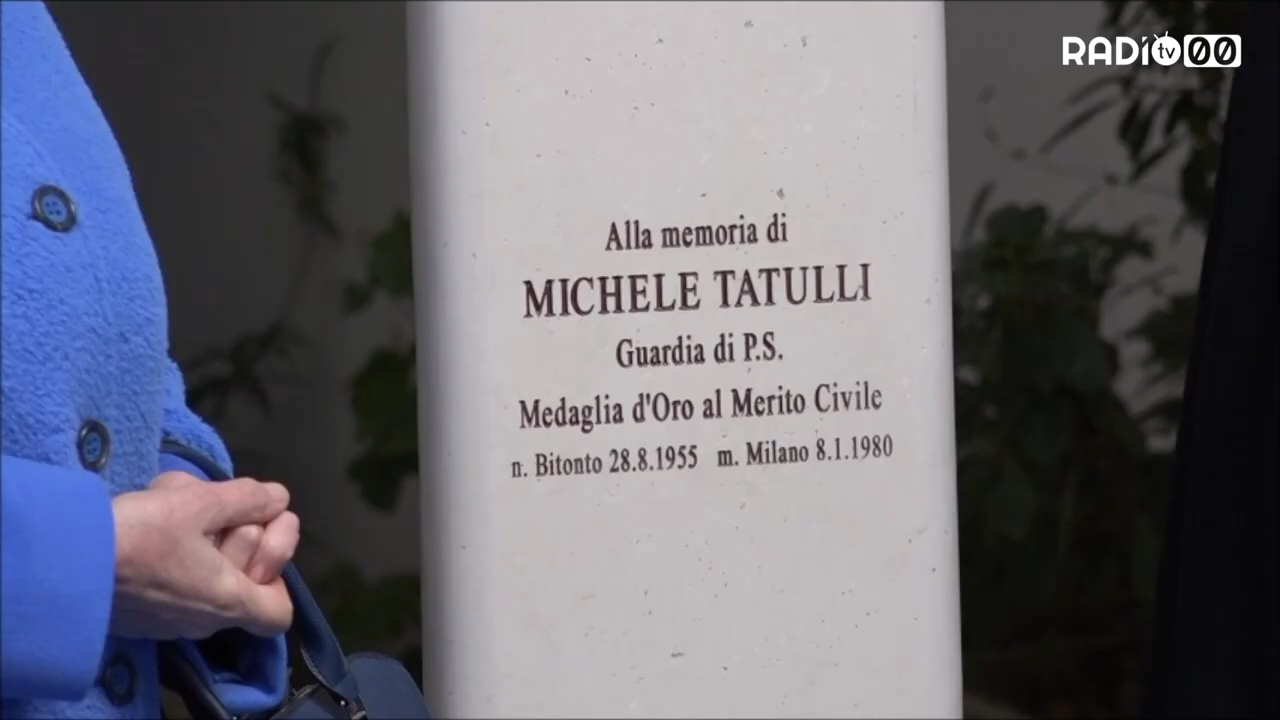 RADIO tv 00
Alla memoria di
MICHELE TATULLI
Guardia di P.S.
Medaglia d'Oro al Merito Civile
n. Bitonto 28.8.1955 m. Milano 8.1.1980